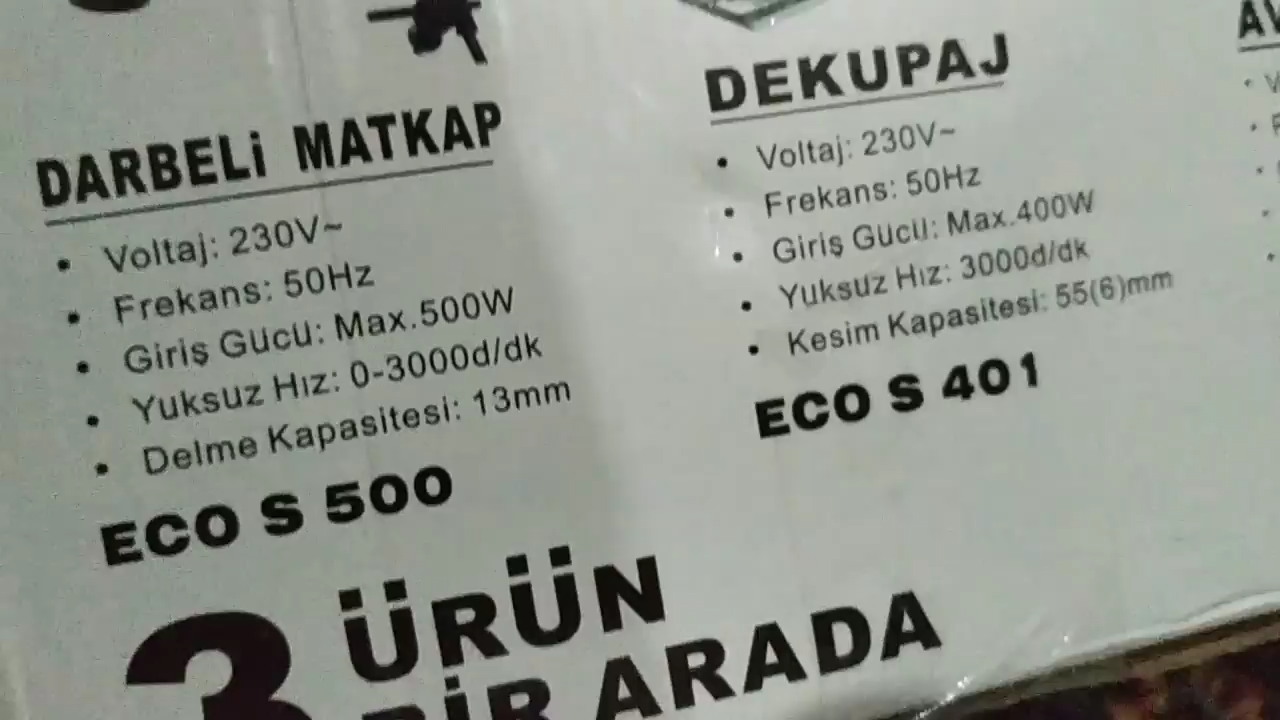 DARBELİ MATKAP
• Voltaj: 230V~
• Frekans: 50Hz
• Giriş Gücü: Max.500W
• Yuksuz Hız: 0-3000d/dk
• Delme Kapasitesi: 13mm
ECO S 500
DEKUPAJ
• Voltaj: 230V~
• Frekans: 50Hz
• Giriş Gücü: Max.400W
• Yuksuz Hız: 3000d/dk
• Kesim Kapasitesi: 55(6)mm
ECO S 401
3 ÜRÜN
BİR ARADA